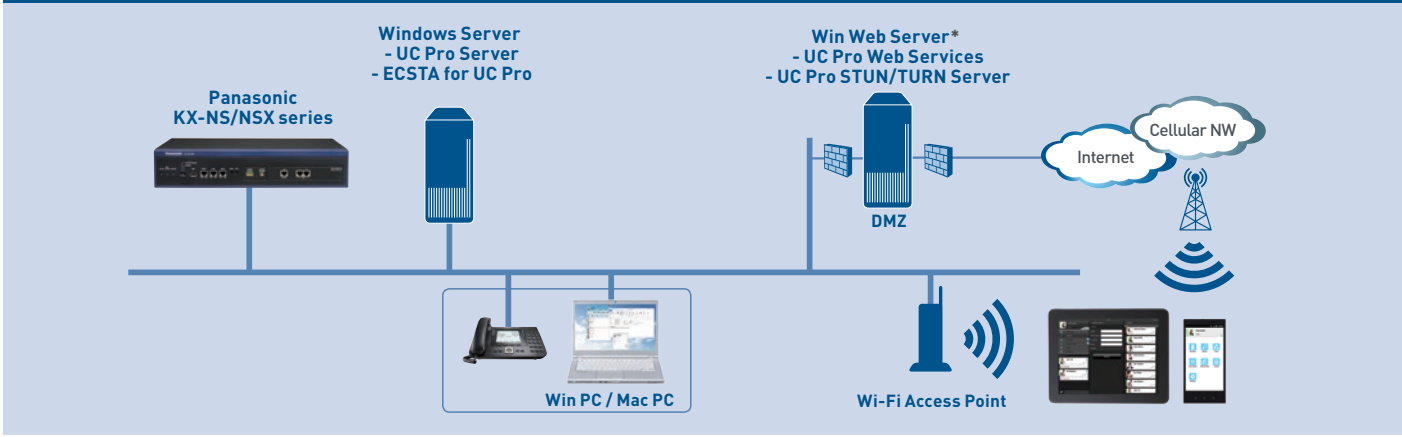 Windows Server
- UC Pro Server
- ECSTA for UC Pro
Win Web Server*
- UC Pro Web Services
- UC Pro STUN/TURN Server
Panasonic
KX-NS/NSX series
Cellular NW
Internet
DMZ
Win PC / Mac PC
Wi-Fi Access Point